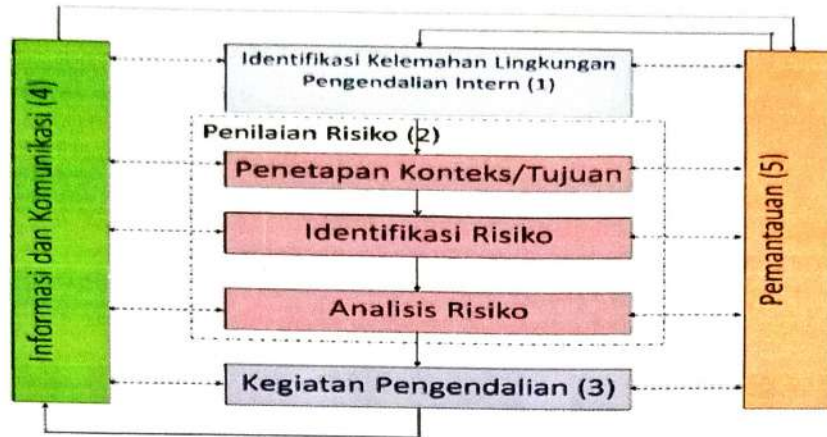 Identifikasi Kelemahan Lingkungan
Pengendalian Intern (1)
Penilaian Risiko (2)
Penetapan Konteks/Tujuan
Identifikasi Risiko
Analisis Risiko
Kegiatan Pengendalian (3)
Informasi dan Komunikasi (4)
Pemantauan (5)